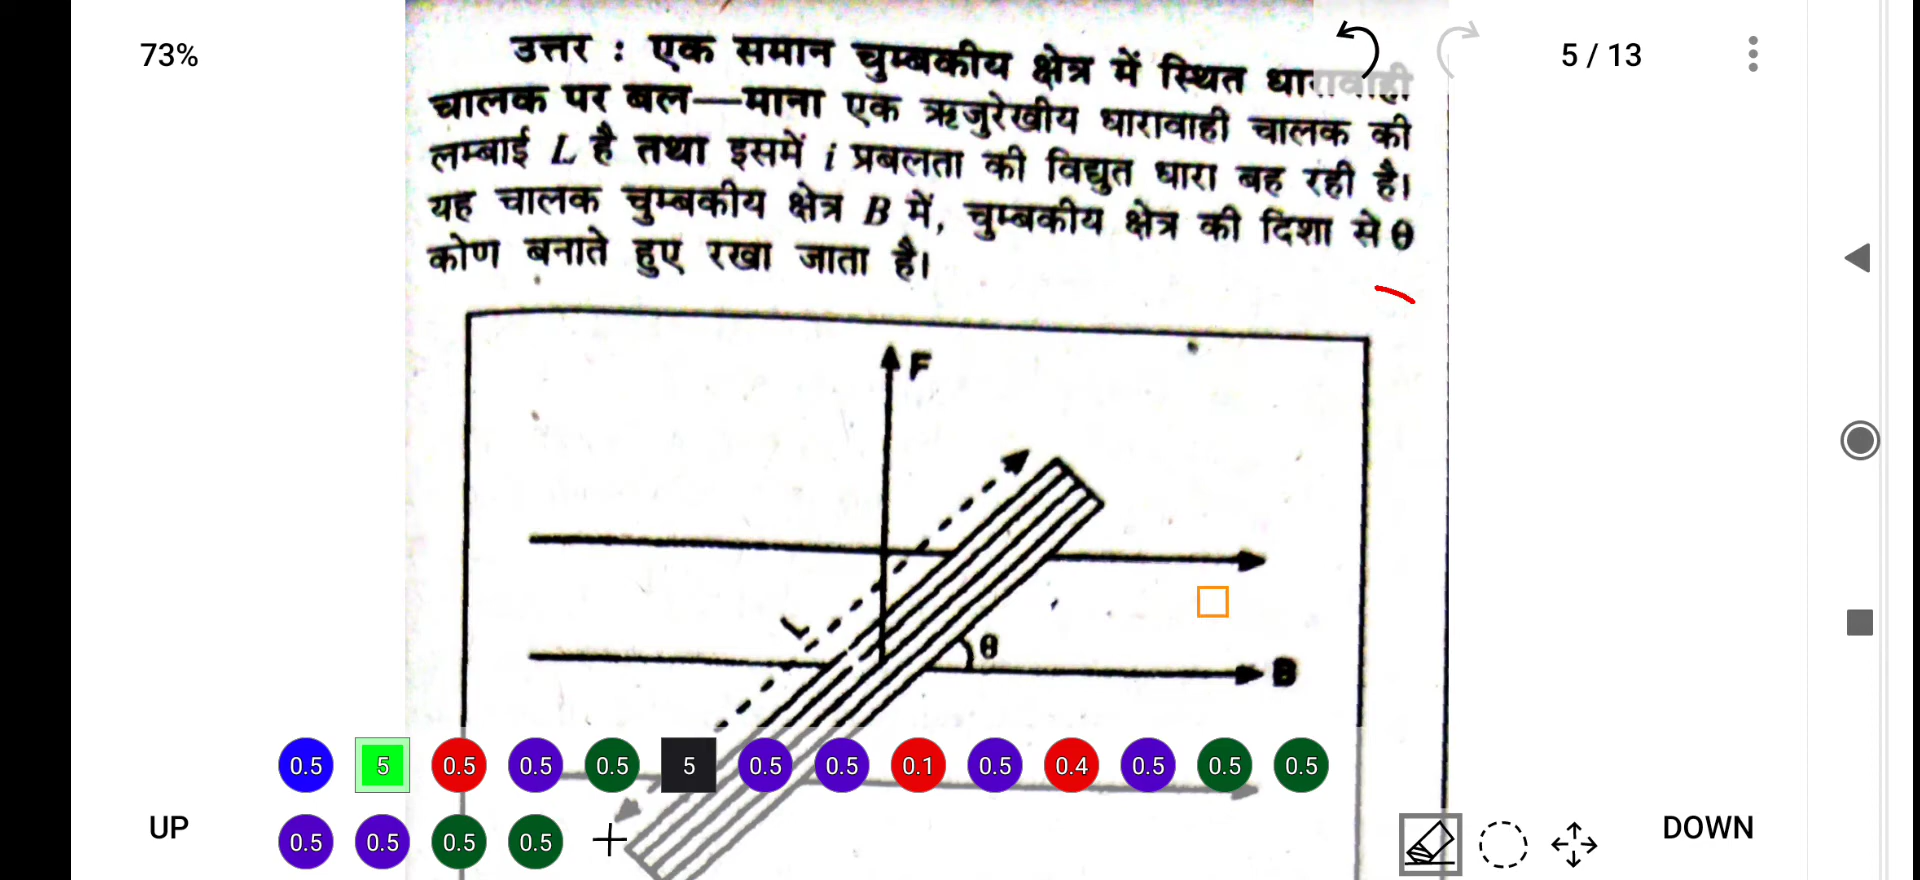 73%
5 / 13
उत्तर : एक समान चुम्बकीय क्षेत्र में स्थित धारावाही
चालक पर बल—माना एक ऋजुरेखीय धारावाही चालक की
लम्बाई L है तथा इसमें i प्रबलता की विद्युत धारा बह रही है।
यह चालक चुम्बकीय क्षेत्र B में, चुम्बकीय क्षेत्र की दिशा से θ
कोण बनाते हुए रखा जाता है।
F
L
θ
B
0.5 5 0.5 0.5 0.5 5 0.5 0.5 0.1 0.5 0.4 0.5 0.5 0.5
UP
0.5 0.5 0.5 0.5
DOWN